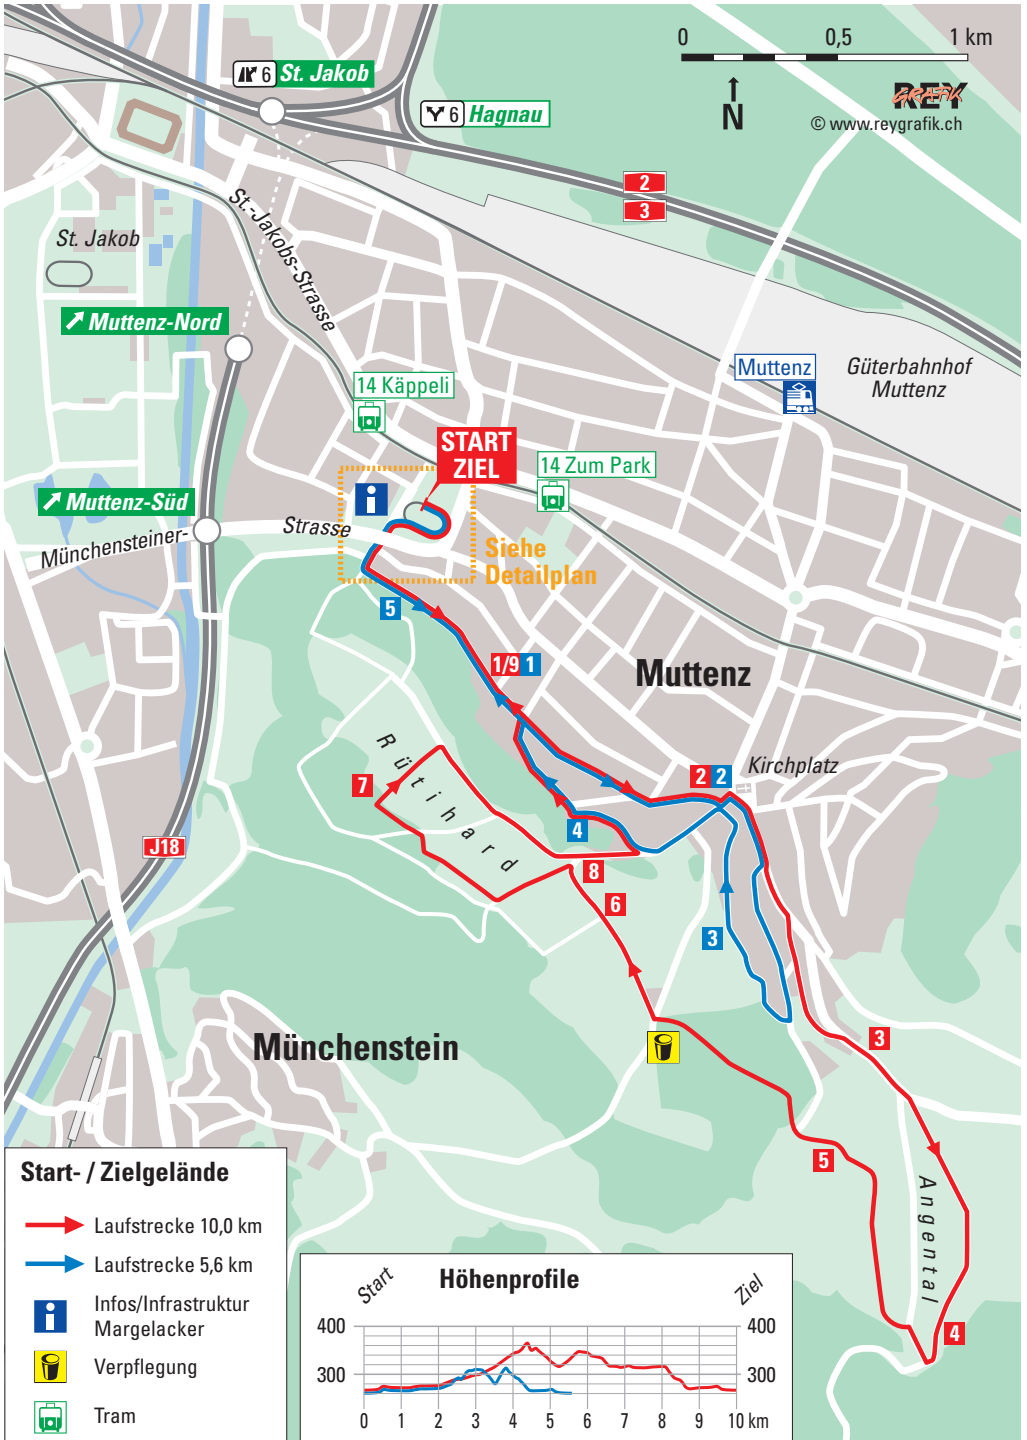 0 0,5 1 km
N
REY
GRAFIK
© www.reygrafik.ch
6 St. Jakob
6 Hagnau
2
3
St. Jakob
St.-Jakobs-Strasse
Muttenz-Nord
14 Käppeli
Muttenz
Güterbahnhof
Muttenz
START
ZIEL
14 Zum Park
Muttenz-Süd
Münchensteiner-
Strasse
Siehe
Detailplan
5
1/9 1
Muttenz
Rütihard
7
2 2
Kirchplatz
4
J18
8
6
3
Münchenstein
3
5
Angental
4
Start- / Zielgelände
Laufstrecke 10,0 km
Laufstrecke 5,6 km
Infos/Infrastruktur
Margelacker
Verpflegung
Tram
Start
Höhenprofile
Ziel
400 400
300 300
0 1 2 3 4 5 6 7 8 9 10 km